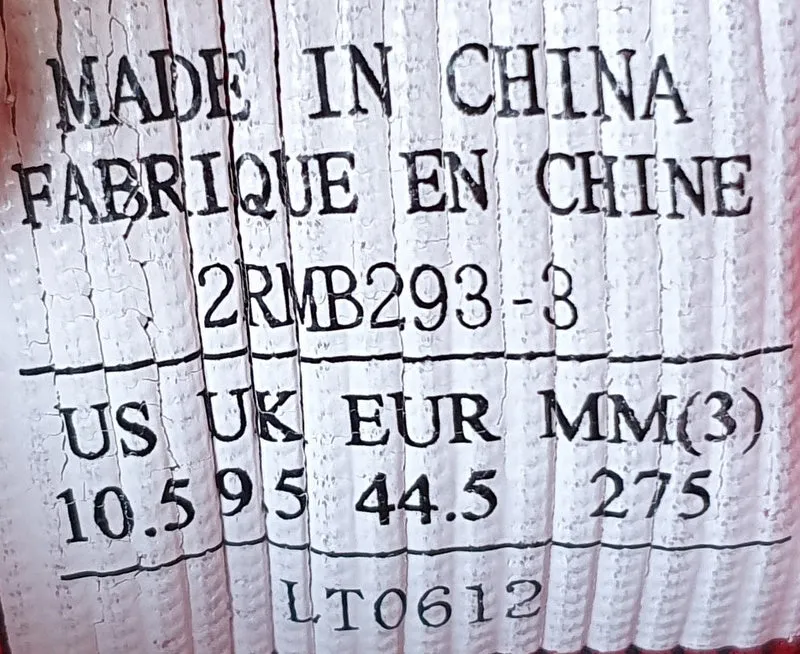 MADE IN CHINA
FABRIQUE EN CHINE
2RMB293-3
US UK EUR MM(3)
10.5 9.5 44.5 275
LT0612